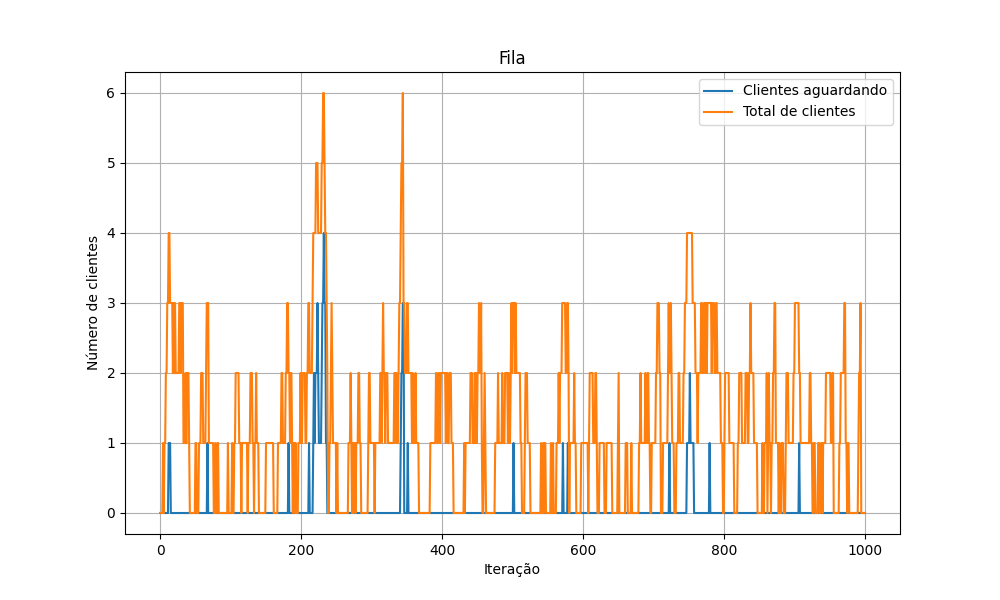 Fila
Clientes aguardando
Total de clientes
Número de clientes
6
5
4
3
2
1
0
0 200 400 600 800 1000
Iteração